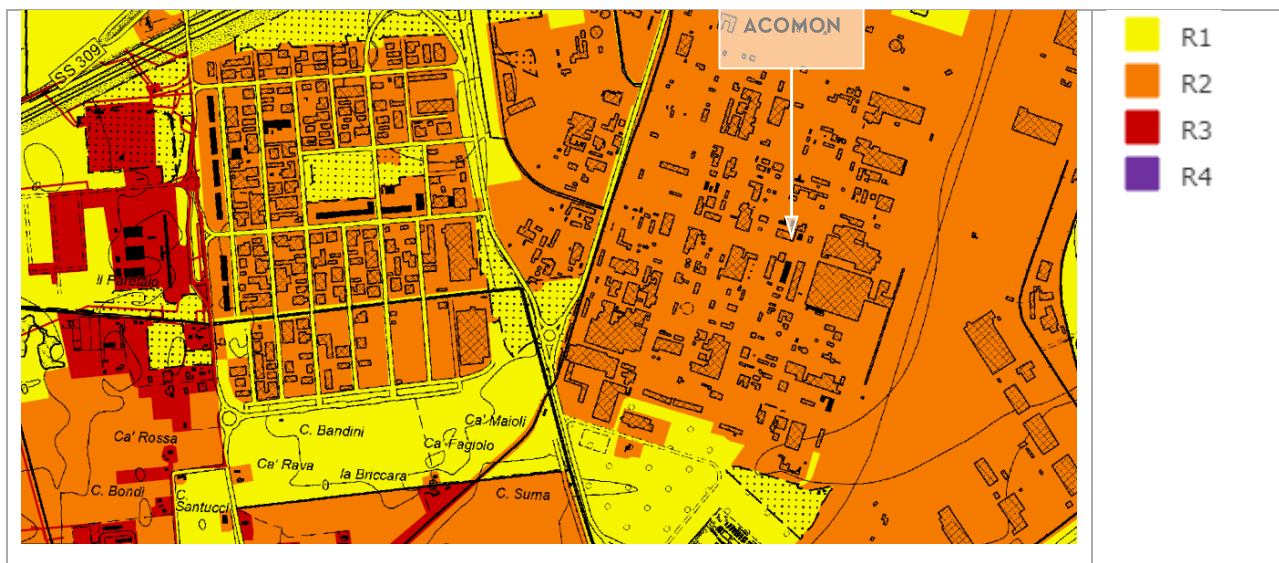 ACOMON
SS 309
Il Foretalo
Ca' Rossa
C. Bondi
C. Santucci
C. Bandini
Ca' Rava
la Briccara
Ca' Fagiolo
Ca' Maioli
C. Suma
R1
R2
R3
R4